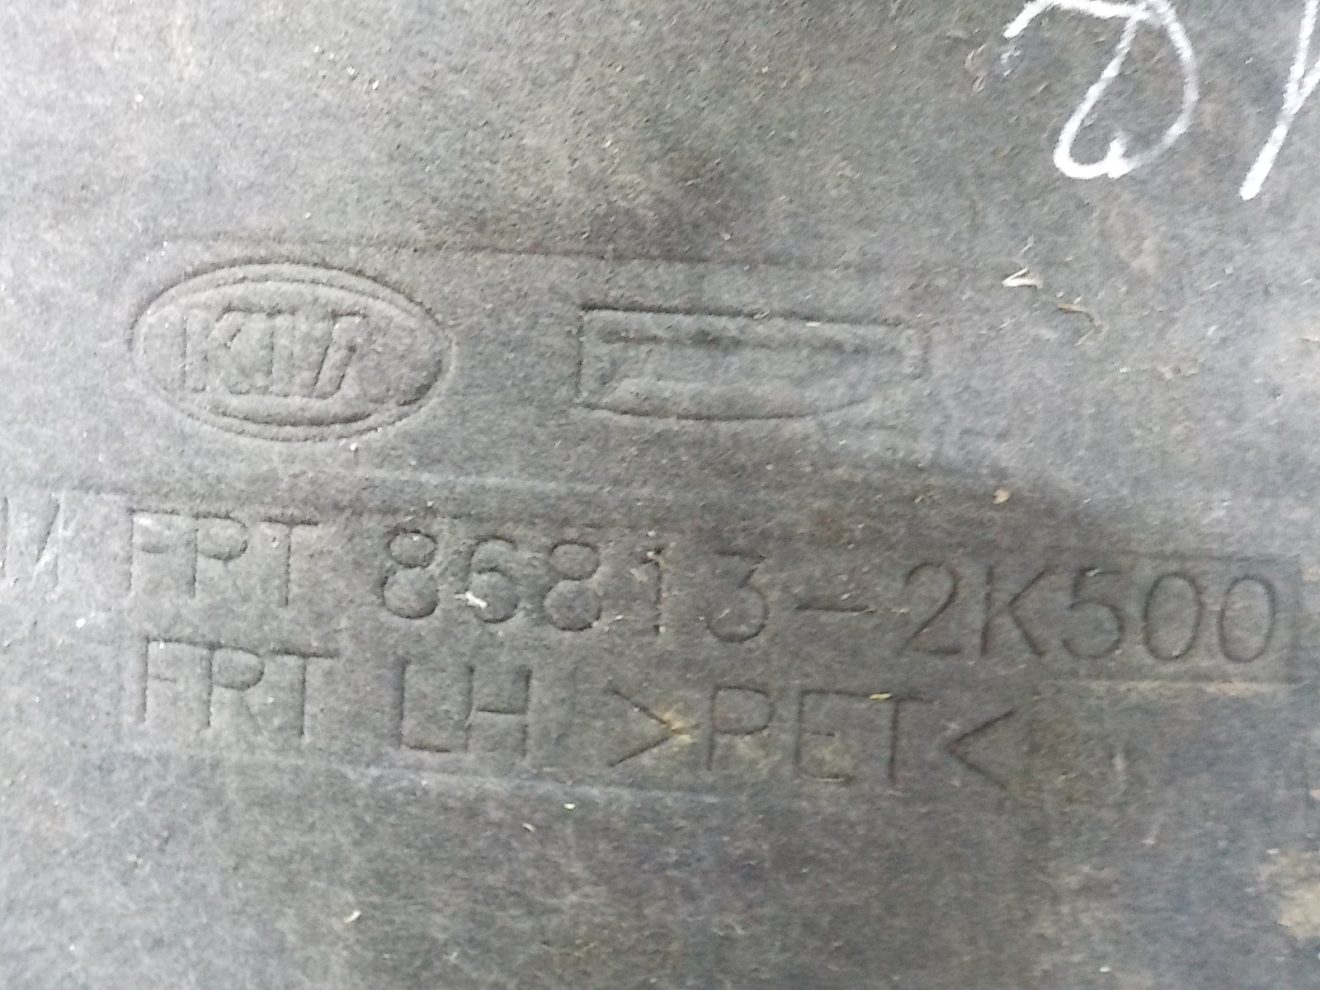 KIA
FRT 86813-2K500
FRT LH >PET<